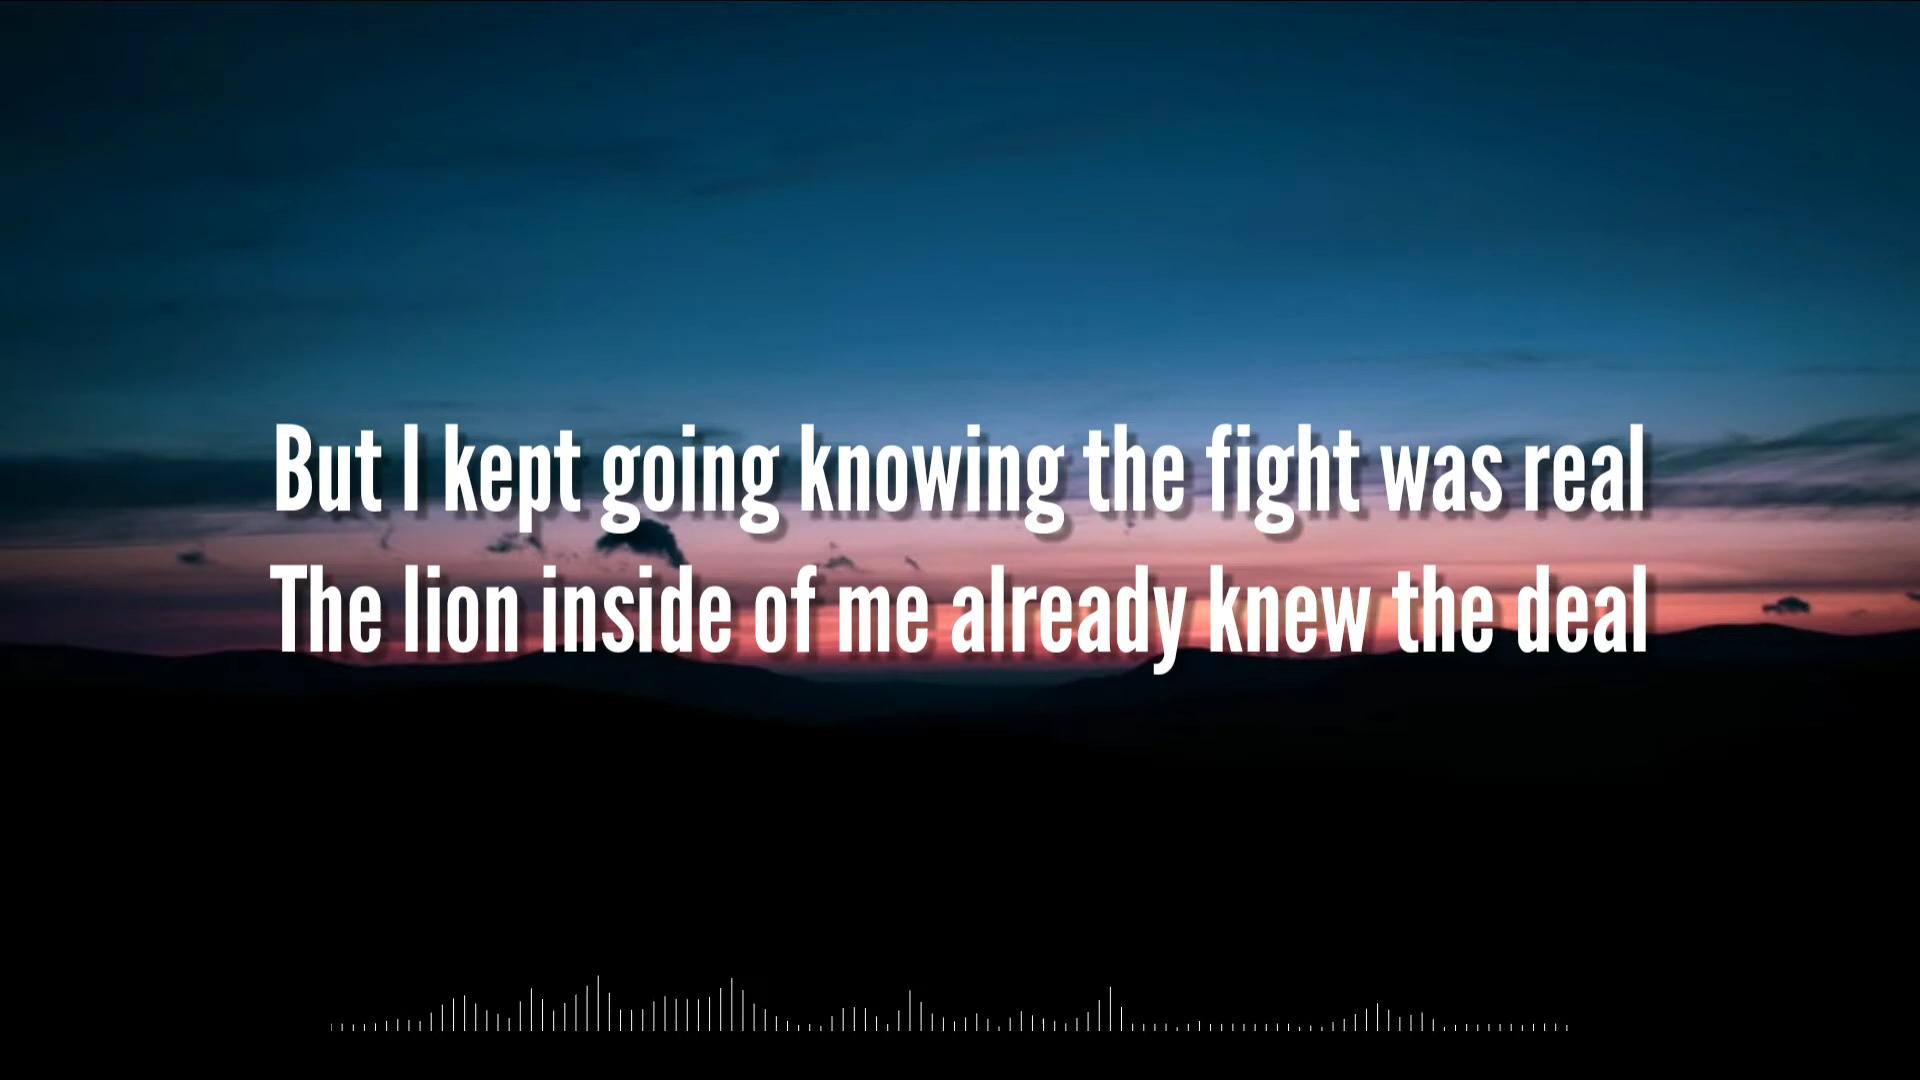 But I kept going knowing the fight was real
The lion inside of me already knew the deal